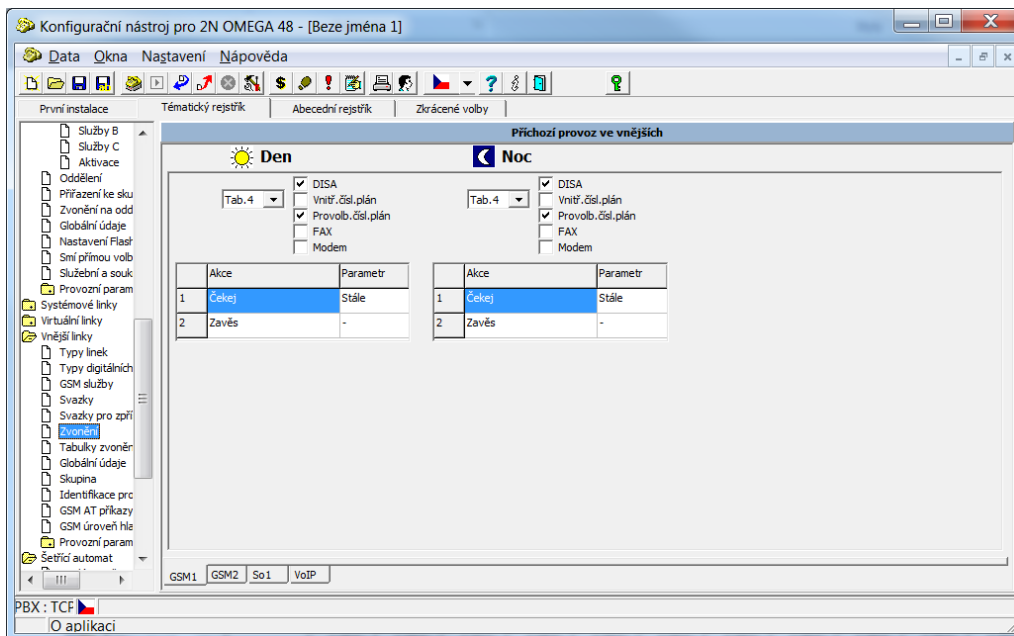 Konfigurační nástroj pro 2N OMEGA 48 - [Beze jména 1]
Data Okna Nastavení Nápověda
První instalace Tématický rejstřík Abecední rejstřík Zkrácené volby
Služby B
Služby C
Aktivace
Oddělení
Přiřazení ke sku
Zvonění na odd
Globální údaje
Nastavení Flash
Smí přímou volb
Služební a souk
Provozní param
Systémové linky
Virtuální linky
Vnější linky
Typy linek
Typy digitálních
GSM služby
Svazky
Svazky pro zpří
Zvonění
Tabulky zvoněn
Globální údaje
Skupina
Identifikace pro
GSM AT příkazy
GSM úroveň hla
Provozní param
Šetřící automat
Příchozí provoz ve vnějších
Den Noc
Tab.4
DISA
Vnitř.čísl.plán
Provolb.čísl.plán
FAX
Modem
Tab.4
DISA
Vnitř.čísl.plán
Provolb.čísl.plán
FAX
Modem
Akce Parametr
1 Čekej Stále
2 Zavěs -
Akce Parametr
1 Čekej Stále
2 Zavěs -
GSM1 GSM2 So1 VoIP
PBX : TCP
O aplikaci